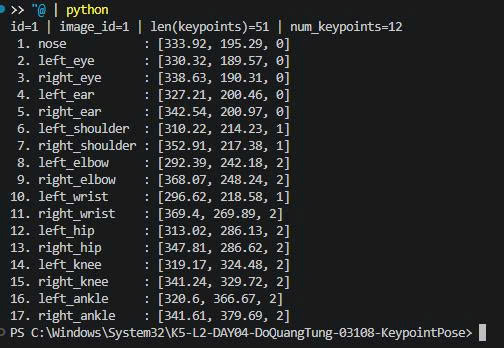 >> "@ | python
id=1 | image_id=1 | len(keypoints)=51 | num_keypoints=12
 1. nose           : [333.92, 195.29, 0]
 2. left_eye       : [330.32, 189.57, 0]
 3. right_eye      : [338.63, 190.31, 0]
 4. left_ear       : [327.21, 200.46, 0]
 5. right_ear      : [342.54, 200.97, 0]
 6. left_shoulder  : [310.22, 214.23, 1]
 7. right_shoulder : [352.91, 217.38, 1]
 8. left_elbow     : [292.39, 242.18, 2]
 9. right_elbow    : [368.07, 248.24, 2]
10. left_wrist     : [296.62, 218.58, 1]
11. right_wrist    : [369.4, 269.89, 2]
12. left_hip       : [313.02, 286.13, 2]
13. right_hip      : [347.81, 286.62, 2]
14. left_knee      : [319.17, 324.48, 2]
15. right_knee     : [341.24, 329.72, 2]
16. left_ankle     : [320.6, 366.67, 2]
17. right_ankle    : [341.61, 379.69, 2]
PS C:\Windows\System32\K5-L2-DAY04-DoQuangTung-03108-KeypointPose>